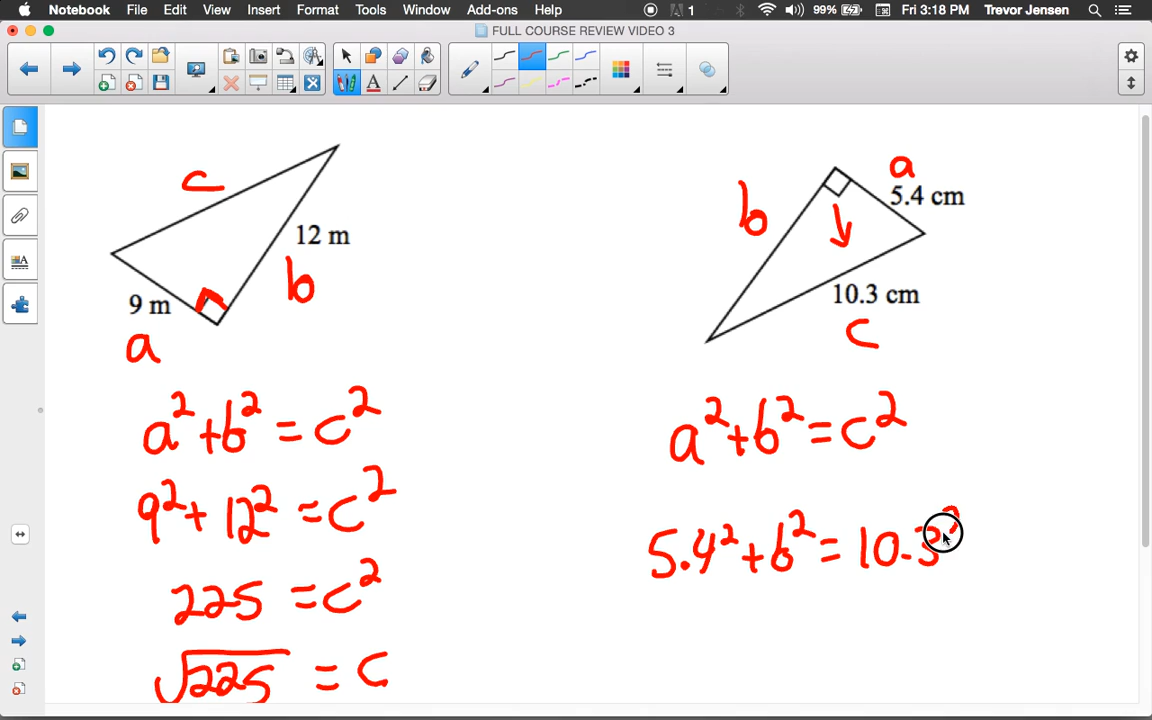 Notebook File Edit View Insert Format Tools Window Add-ons Help 1 99% Fri 3:18 PM Trevor Jensen
FULL COURSE REVIEW VIDEO 3
c
12 m
b
9 m
a
a² + b² = c²
9² + 12² = c²
225 = c²
√225 = c
a
5.4 cm
b
10.3 cm
c
a² + b² = c²
5.4² + b² = 10.3²